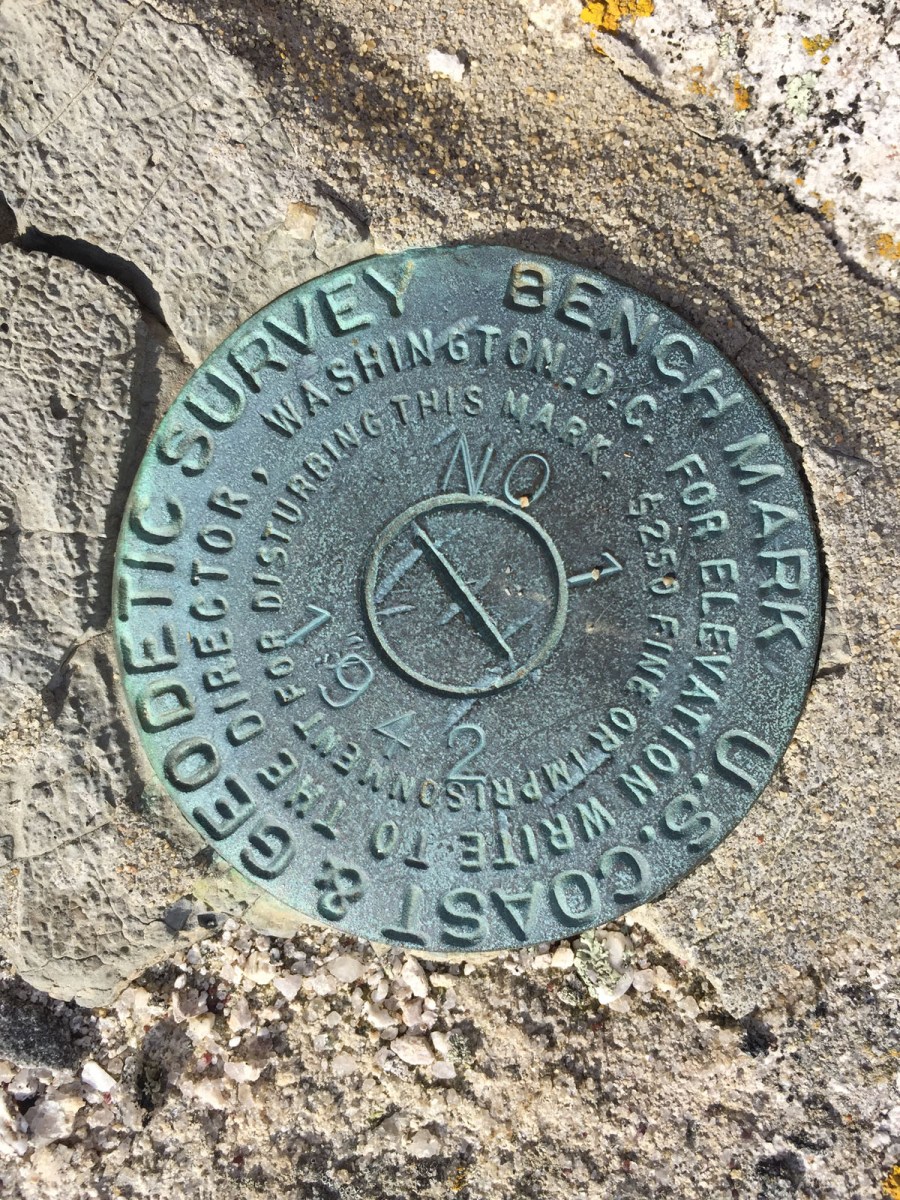 U.S. COAST & GEODETIC SURVEY BENCH MARK
FOR ELEVATION WRITE TO THE DIRECTOR, WASHINGTON, D.C.
$250 FINE OR IMPRISONMENT FOR DISTURBING THIS MARK.
NO 1
1942